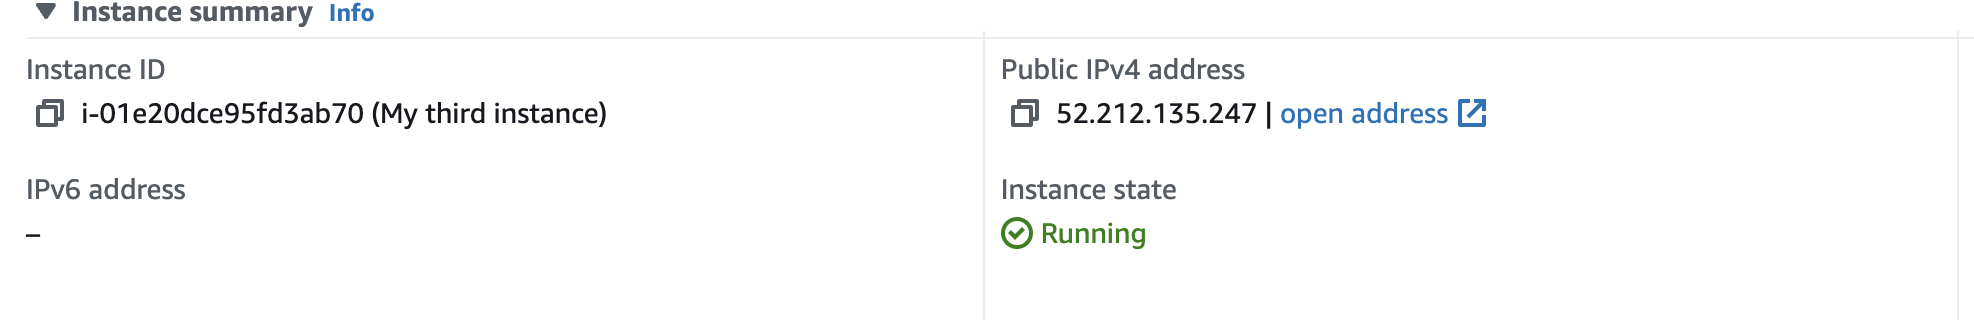 Instance summary Info
Instance ID
i-01e20dce95fd3ab70 (My third instance)
Public IPv4 address
52.212.135.247 | open address
IPv6 address
–
Instance state
Running